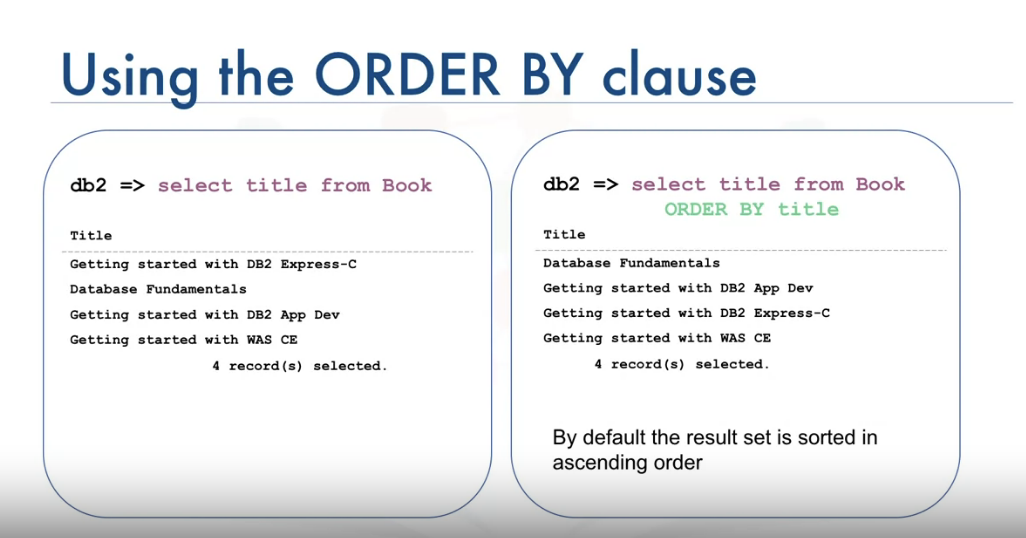 Using the ORDER BY clause
db2 => select title from Book
Title
Getting started with DB2 Express-C
Database Fundamentals
Getting started with DB2 App Dev
Getting started with WAS CE
4 record(s) selected.
db2 => select title from Book
ORDER BY title
Title
Database Fundamentals
Getting started with DB2 App Dev
Getting started with DB2 Express-C
Getting started with WAS CE
4 record(s) selected.
By default the result set is sorted in
ascending order